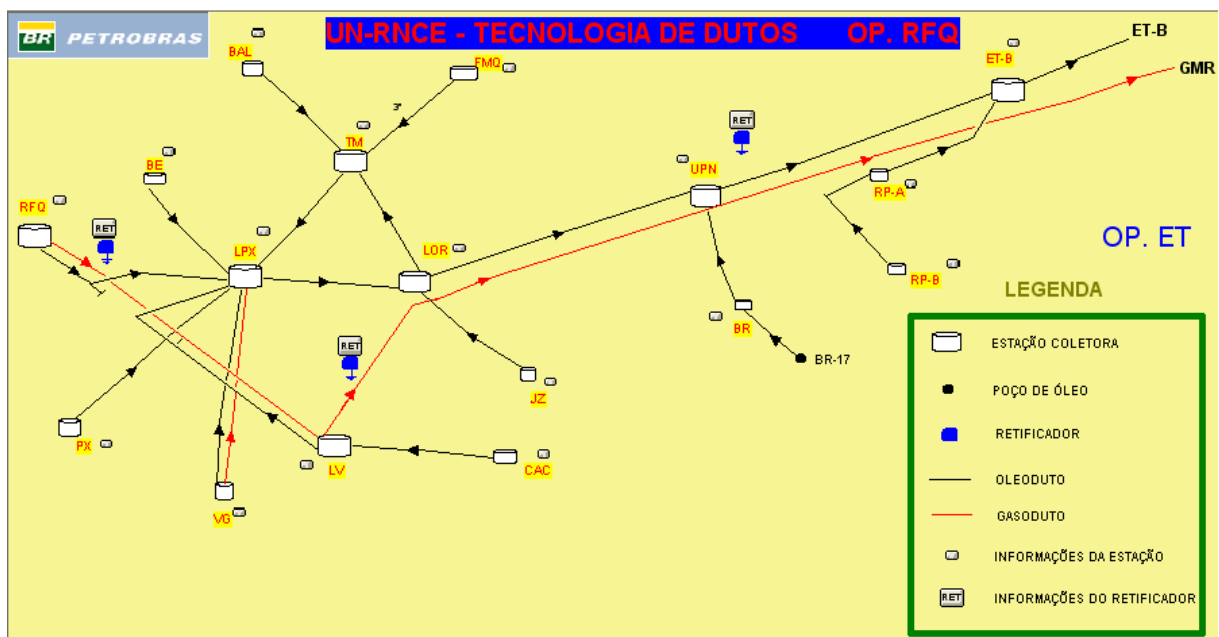 BR PETROBRAS
UN-RNCE - TECNOLOGIA DE DUTOS OP. RFQ
ET-B
GMR
BAL
FMQ
ET-B
3"
RET
TM
BE
UPN
RP-A
RFQ
RET
LPX
LOR
OP. ET
RP-B
LEGENDA
BR
BR-17
RET
JZ
PX
LV
CAC
VG
ESTAÇÃO COLETORA
POÇO DE ÓLEO
RETIFICADOR
OLEODUTO
GASODUTO
INFORMAÇÕES DA ESTAÇÃO
RET INFORMAÇÕES DO RETIFICADOR